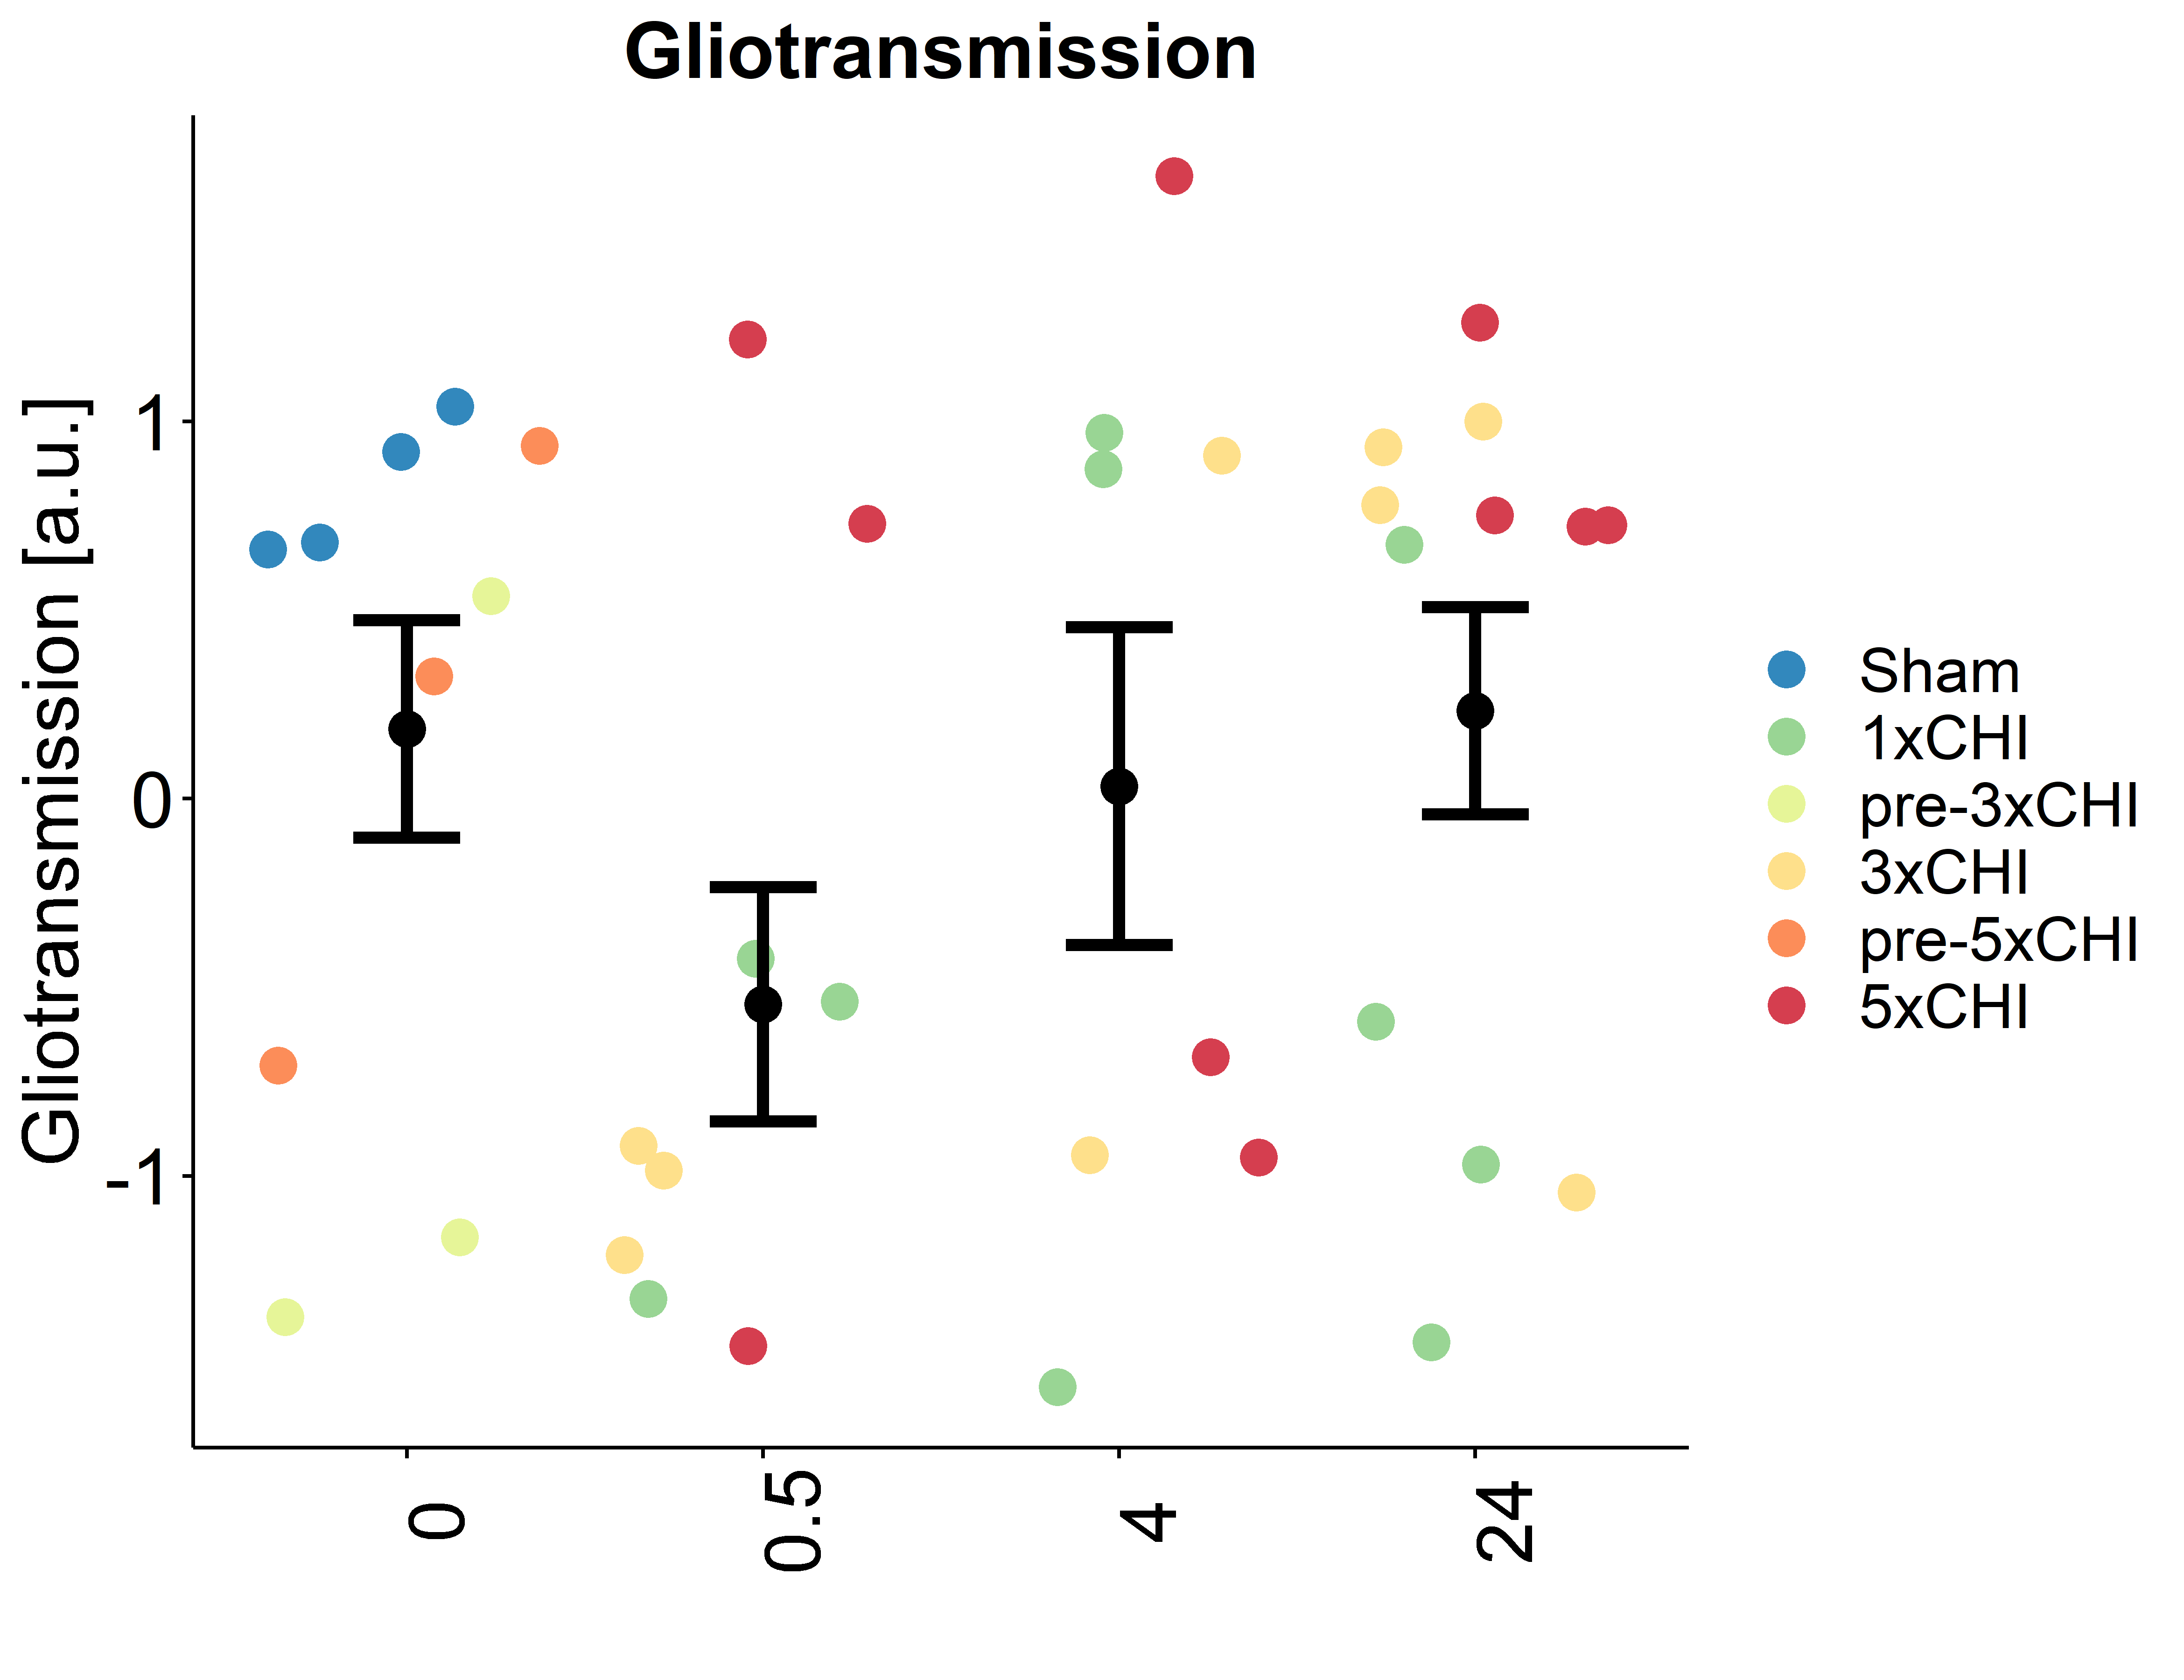 Gliotransmission
Gliotransmission [a.u.]
1
0
-1
0
0.5
4
24
Sham
1xCHI
pre-3xCHI
3xCHI
pre-5xCHI
5xCHI